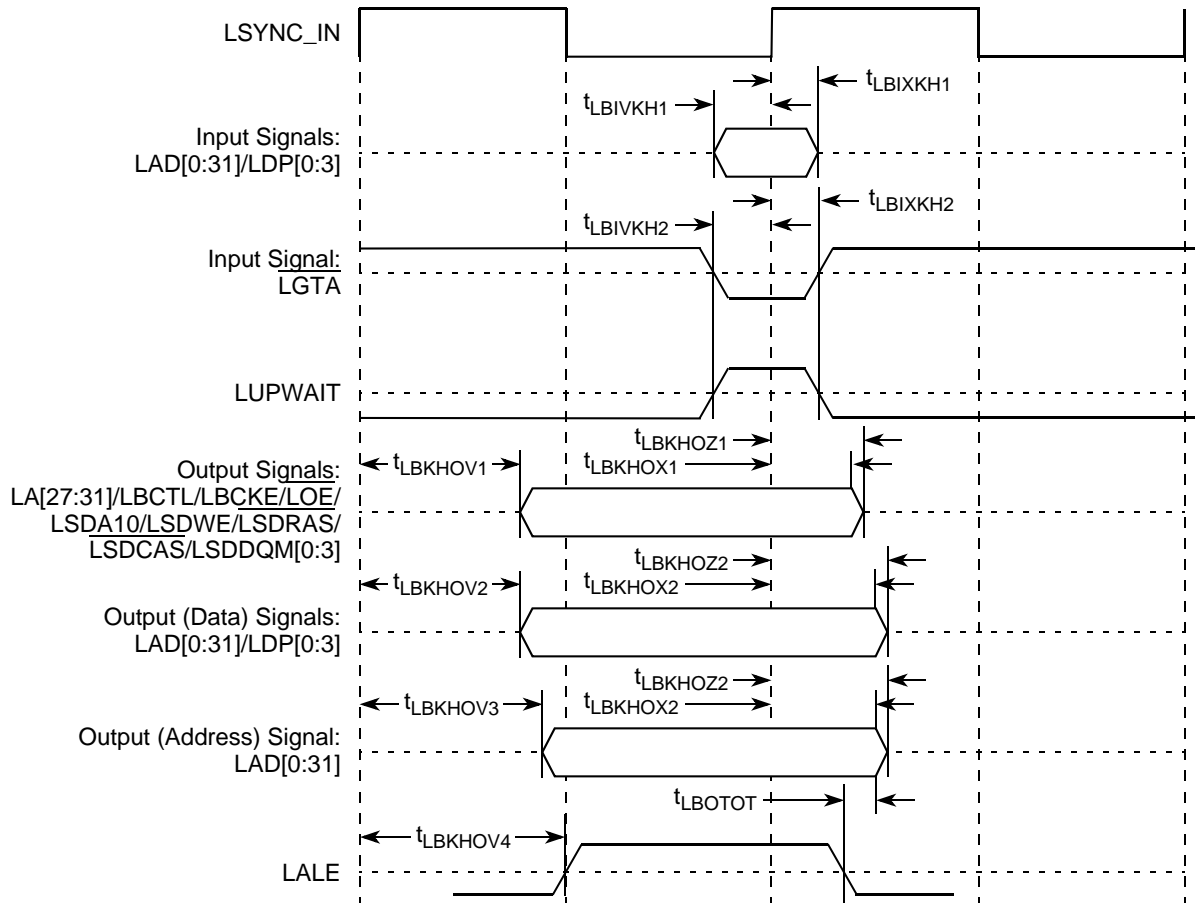 LSYNC_IN
tLBIXKH1
tLBIVKH1
Input Signals:
LAD[0:31]/LDP[0:3]
tLBIXKH2
tLBIVKH2
Input Signal:
LGTA
LUPWAIT
tLBKHOZ1
tLBKHOV1
tLBKHOX1
Output Signals:
LA[27:31]/LBCTL/LBCKE/LOE/
LSDA10/LSDWE/LSDRAS/
LSDCAS/LSDDQM[0:3]
tLBKHOZ2
tLBKHOV2
tLBKHOX2
Output (Data) Signals:
LAD[0:31]/LDP[0:3]
tLBKHOZ2
tLBKHOV3
tLBKHOX2
Output (Address) Signal:
LAD[0:31]
tLBOTOT
tLBKHOV4
LALE